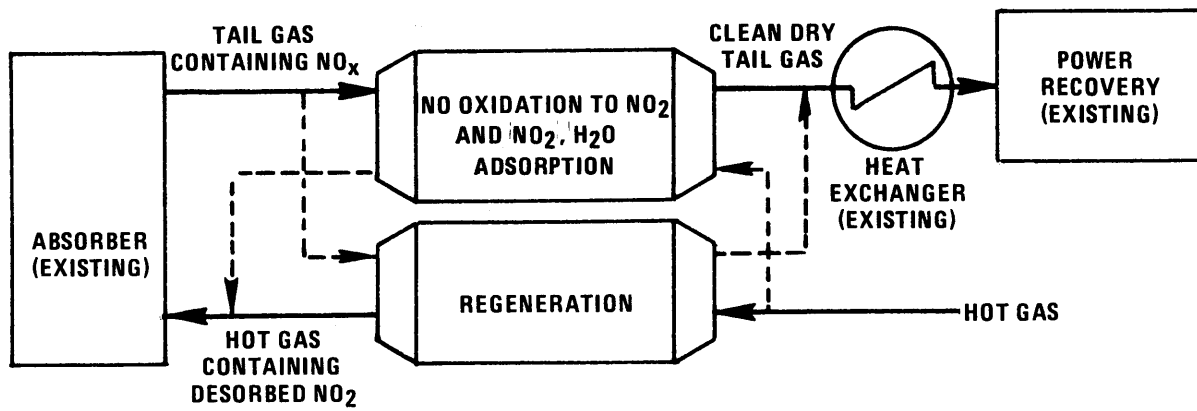 TAIL GAS
CONTAINING NOx
CLEAN DRY
TAIL GAS
POWER
RECOVERY
(EXISTING)
NO OXIDATION TO NO2
AND NO2, H2O
ADSORPTION
HEAT
EXCHANGER
(EXISTING)
ABSORBER
(EXISTING)
REGENERATION
HOT GAS
HOT GAS
CONTAINING
DESORBED NO2